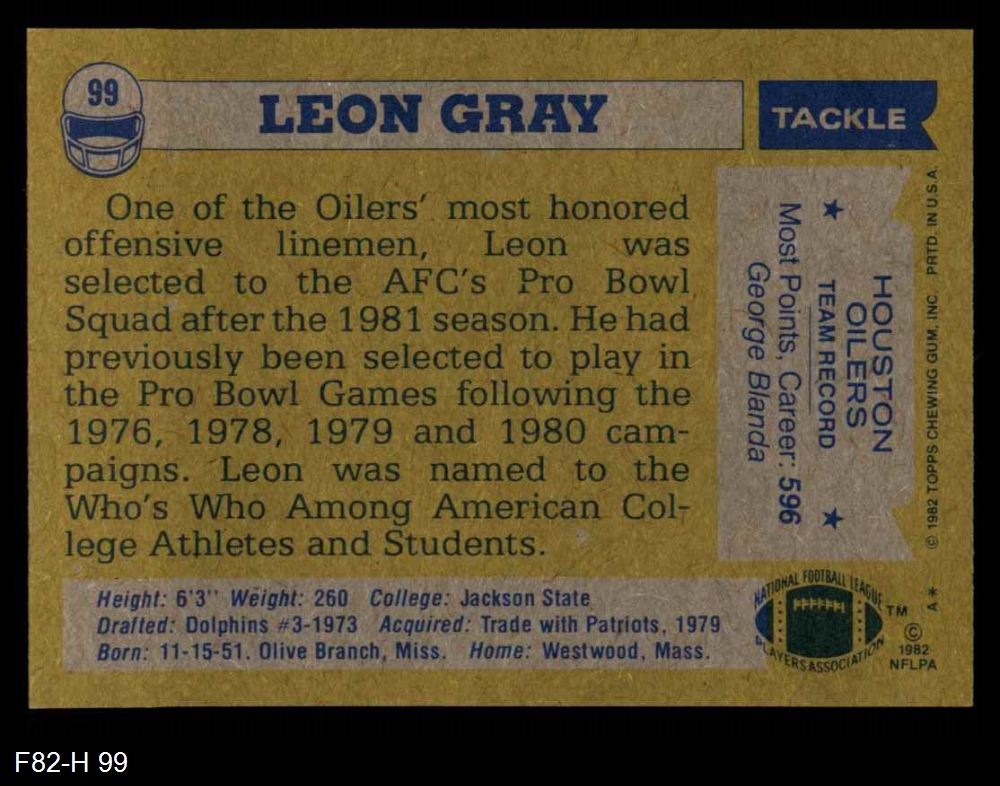 99
LEON GRAY
TACKLE
One of the Oilers' most honored
offensive linemen, Leon was
selected to the AFC's Pro Bowl
Squad after the 1981 season. He had
previously been selected to play in
the Pro Bowl Games following the
1976, 1978, 1979 and 1980 cam-
paigns. Leon was named to the
Who's Who Among American Col-
lege Athletes and Students.
HOUSTON
OILERS
★ TEAM RECORD ★
Most Points, Career: 596
George Blanda
© 1982 TOPPS CHEWING GUM, INC. PRTD. IN U.S.A.
Height: 6'3" Weight: 260 College: Jackson State
Drafted: Dolphins #3-1973 Acquired: Trade with Patriots, 1979
Born: 11-15-51, Olive Branch, Miss. Home: Westwood, Mass.
NATIONAL FOOTBALL LEAGUE
PLAYERS ASSOCIATION
TM
A*
©
1982
NFLPA
F82-H 99